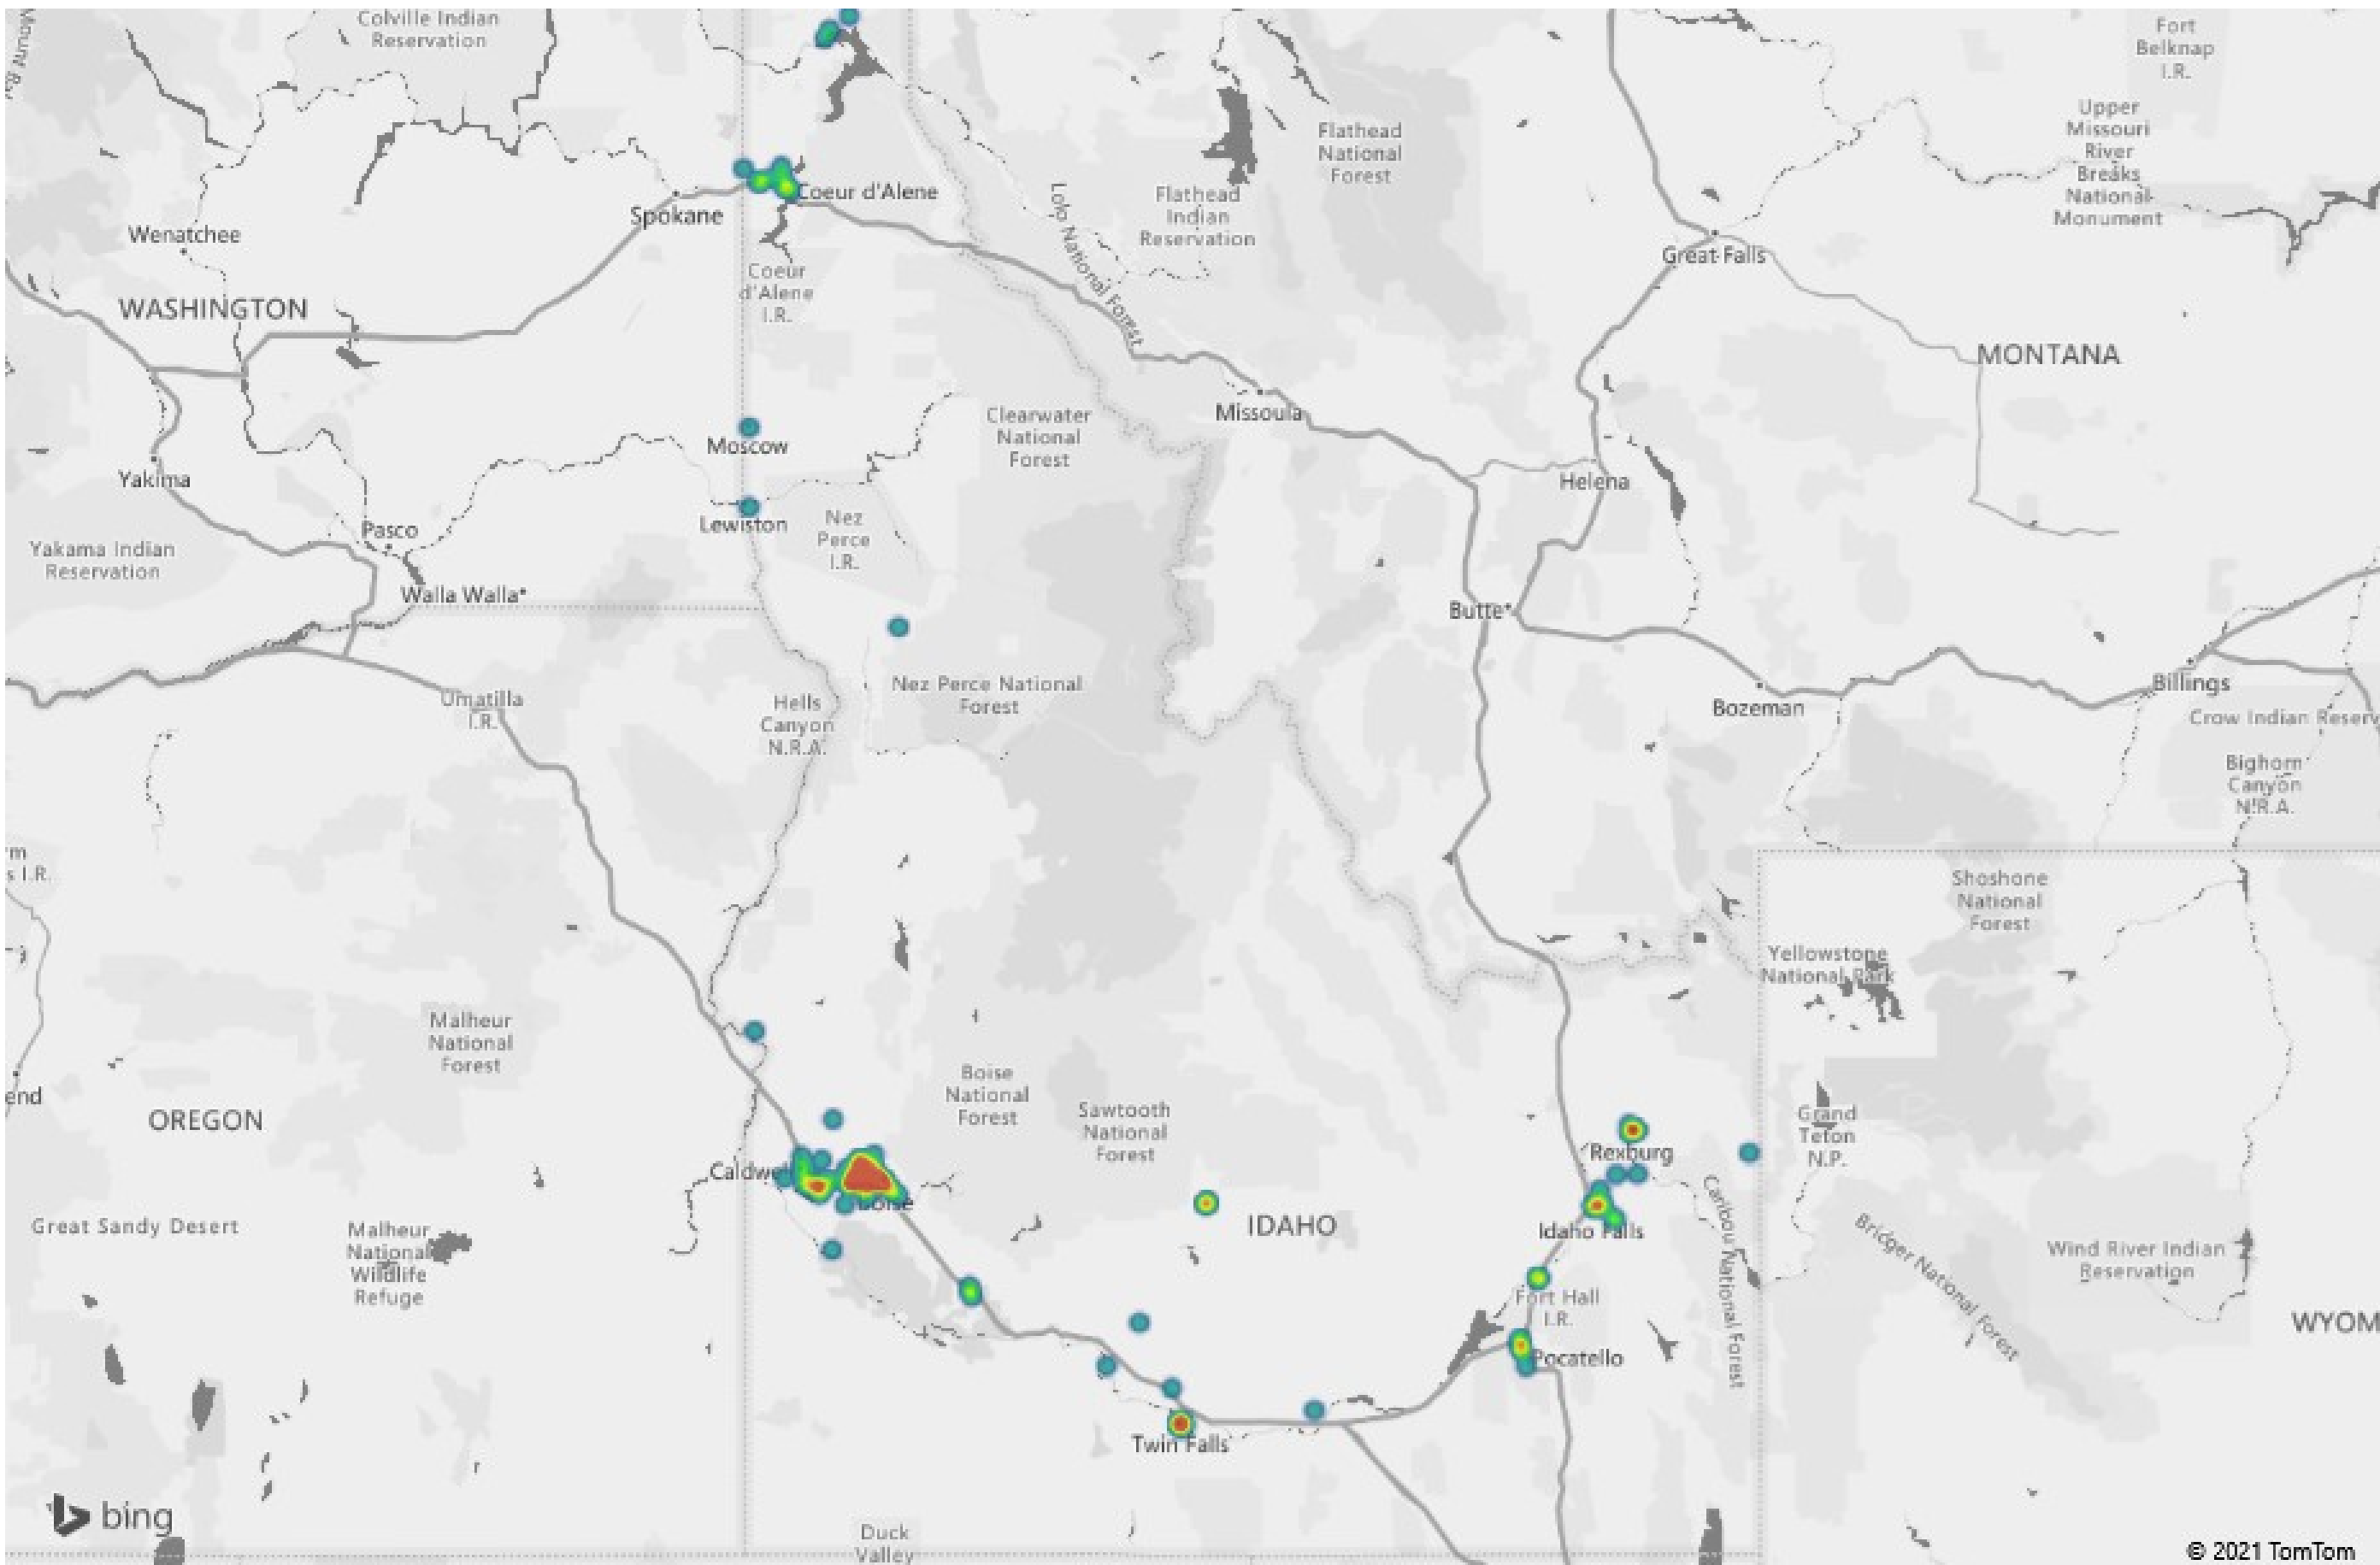 Colville Indian
Reservation
Fort
Belknap
I.R.
Upper
Missouri
River
Breaks
National
Monument
Flathead
National
Forest
Flathead
Indian
Reservation
Lolo National Forest
Coeur d'Alene
Spokane
Wenatchee
Great Falls
Coeur
d'Alene
I.R.
WASHINGTON
MONTANA
Missoula
Clearwater
National
Forest
Moscow
Yakima
Helena
Lewiston
Nez
Perce
I.R.
Pasco
Yakama Indian
Reservation
Walla Walla
Butte
Nez Perce National
Forest
Umatilla
I.R.
Hells
Canyon
N.R.A.
Bozeman
Billings
Crow Indian Reserv
Bighorn
Canyon
N.R.A.
rm
s I.R.
Shoshone
National
Forest
Yellowstone
National Park
Malheur
National
Forest
Boise
National
Forest
Sawtooth
National
Forest
end
OREGON
Grand
Teton
N.P.
Rexburg
Caldwel
Boise
Caribou National Forest
Great Sandy Desert
Malheur
National
Wildlife
Refuge
IDAHO
Idaho Falls
Bridger National Forest
Wind River Indian
Reservation
Fort Hall
I.R.
WYOM
Pocatello
Twin Falls
bing
Duck
Valley
© 2021 TomTom